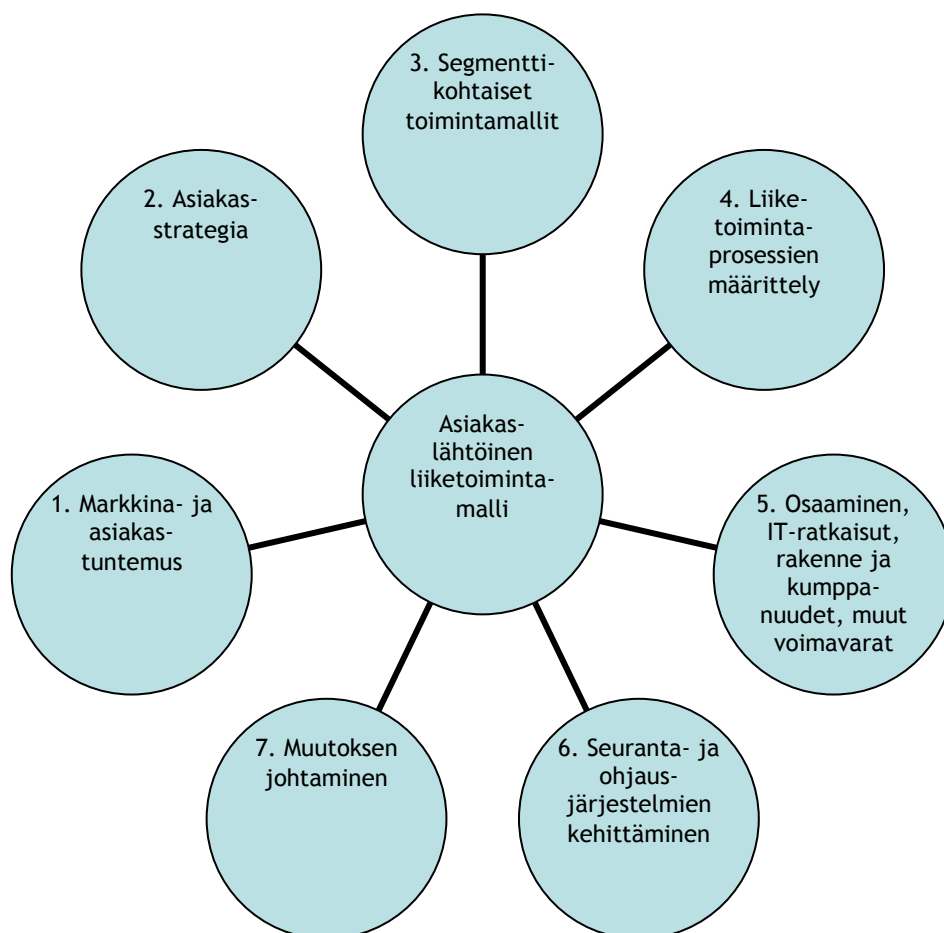 3. Segmentti-
kohtaiset
toimintamallit
2. Asiakas-
strategia
4. Liike-
toiminta-
prosessien
määrittely
Asiakas-
lähtöinen
liiketoiminta-
malli
1. Markkina- ja
asiakas-
tuntemus
5. Osaaminen,
IT-ratkaisut,
rakenne ja
kumppa-
nuudet, muut
voimavarat
7. Muutoksen
johtaminen
6. Seuranta- ja
ohjaus-
järjestelmien
kehittäminen